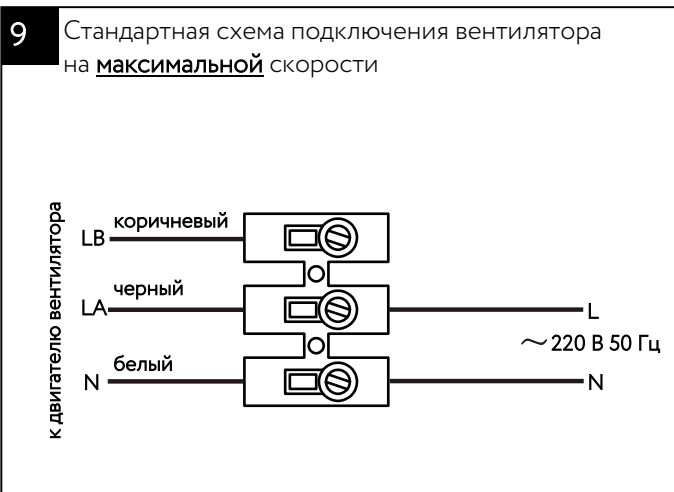 9
Стандартная схема подключения вентилятора
на максимальной скорости
к двигателю вентилятора
LB коричневый
LA черный
L
~ 220 В 50 Гц
N белый
N